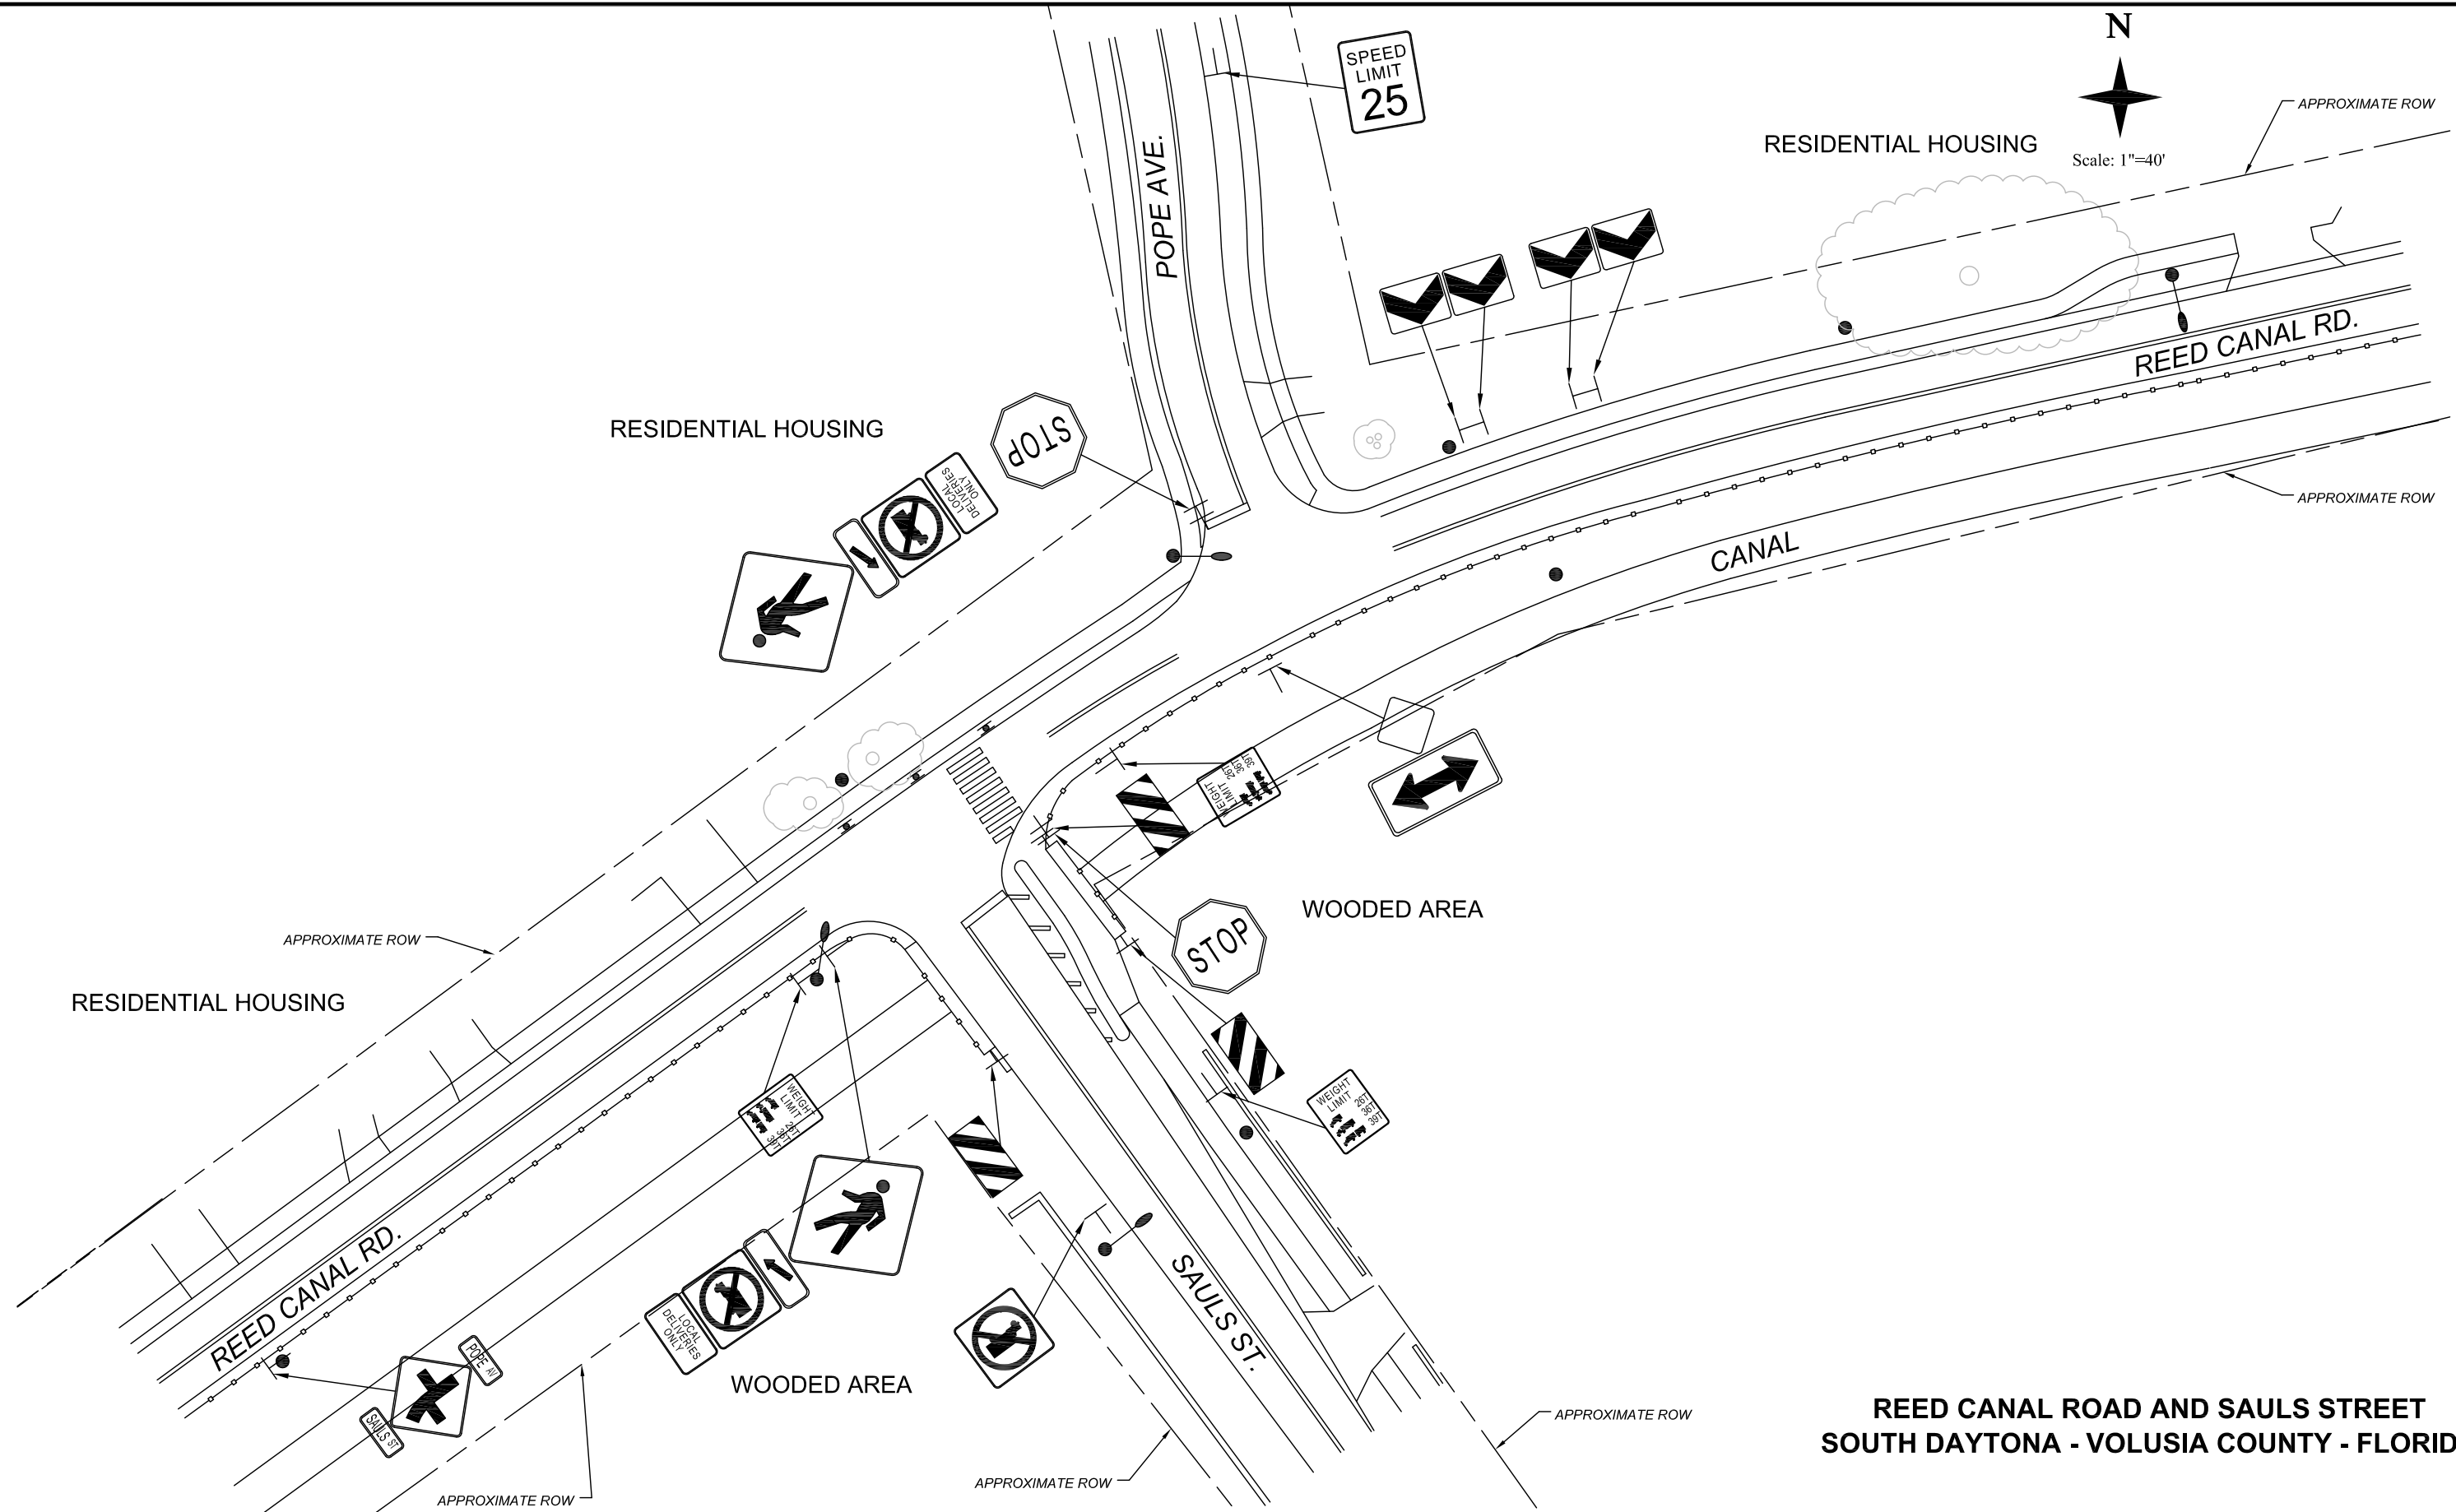 N
Scale: 1"=40'
SPEED
LIMIT
25
APPROXIMATE ROW
RESIDENTIAL HOUSING
POPE AVE.
REED CANAL RD.
RESIDENTIAL HOUSING
STOP
LOCAL
DELIVERIES
ONLY
APPROXIMATE ROW
CANAL
WEIGHT
LIMIT
26T
36T
39T
WOODED AREA
STOP
APPROXIMATE ROW
RESIDENTIAL HOUSING
WEIGHT
LIMIT
26T
36T
39T
WEIGHT
LIMIT
26T
36T
39T
REED CANAL RD.
SAULS ST.
LOCAL
DELIVERIES
ONLY
POPE AV
SAULS ST
WOODED AREA
APPROXIMATE ROW
APPROXIMATE ROW
APPROXIMATE ROW
REED CANAL ROAD AND SAULS STREET
SOUTH DAYTONA - VOLUSIA COUNTY - FLORID